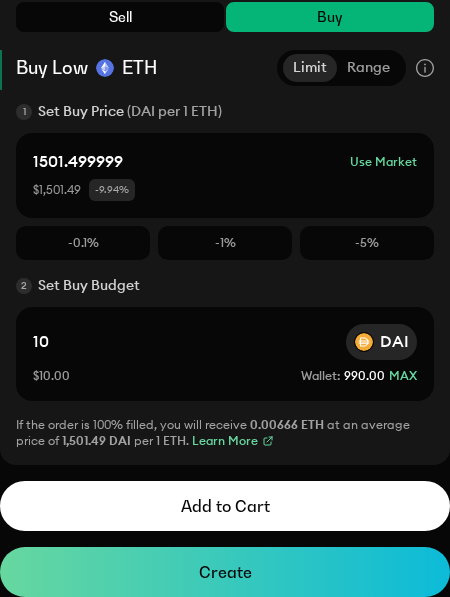 Sell
Buy
Buy Low ETH
Limit
Range
1 Set Buy Price (DAI per 1 ETH)
1501.499999
Use Market
$1,501.49 -9.94%
-0.1%
-1%
-5%
2 Set Buy Budget
10
DAI
$10.00
Wallet: 990.00 MAX
If the order is 100% filled, you will receive 0.00666 ETH at an average
price of 1,501.49 DAI per 1 ETH. Learn More
Add to Cart
Create